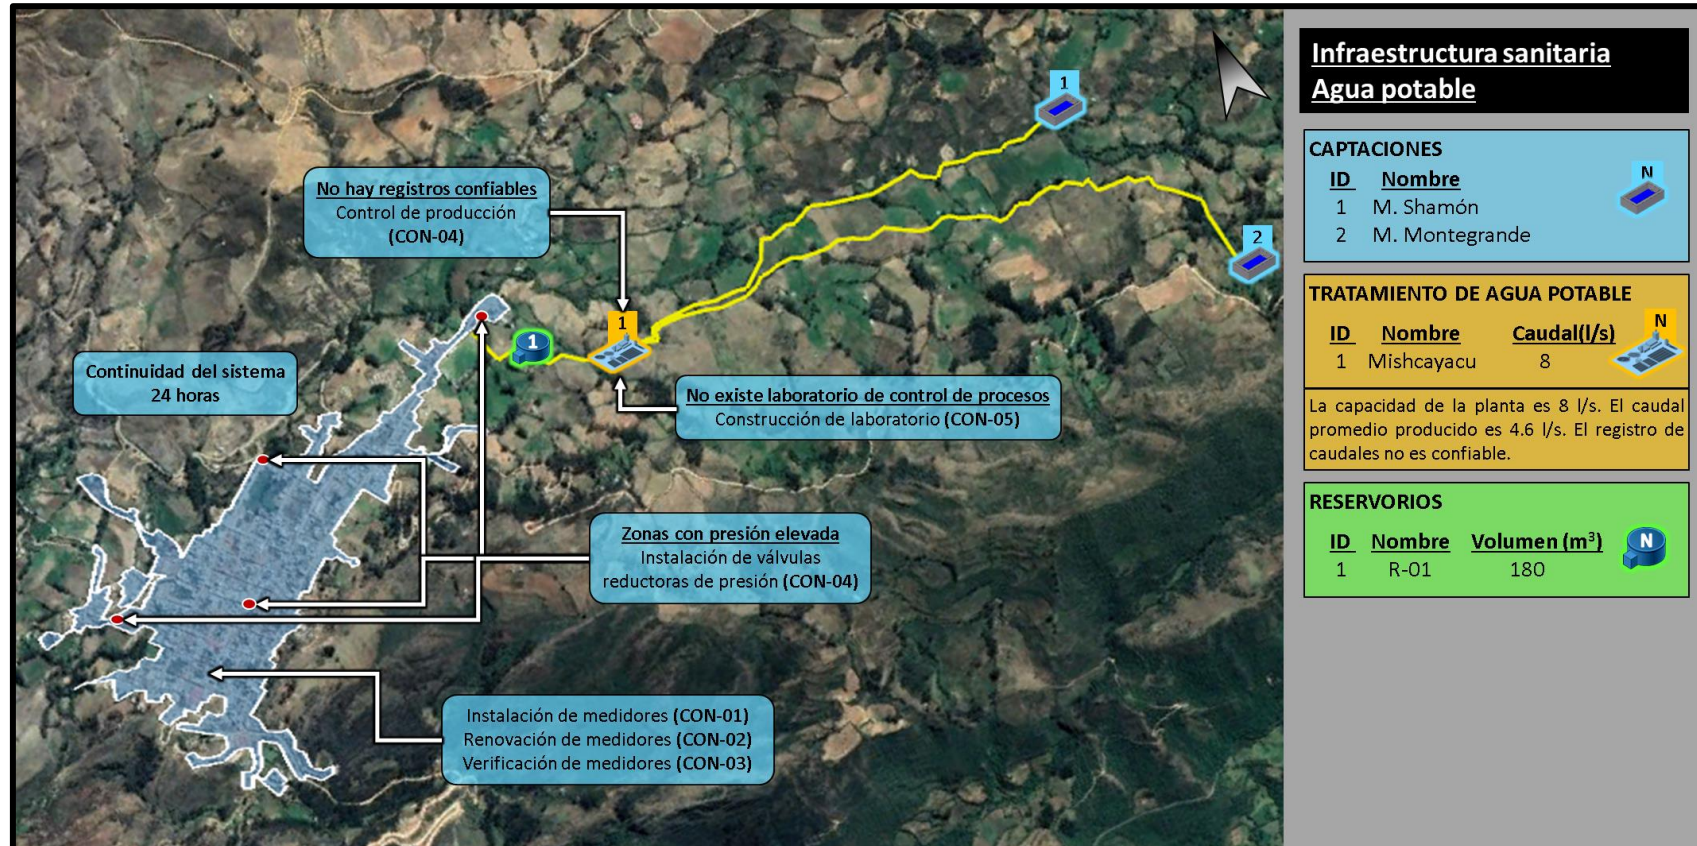 Infraestructura sanitaria
Agua potable
CAPTACIONES
N
ID Nombre
1 M. Shamón
2 M. Montegrande
TRATAMIENTO DE AGUA POTABLE
N
ID Nombre Caudal(l/s)
1 Mishcayacu 8
La capacidad de la planta es 8 l/s. El caudal
promedio producido es 4.6 l/s. El registro de
caudales no es confiable.
RESERVORIOS
N
ID Nombre Volumen (m³)
1 R-01 180
1
2
No hay registros confiables
Control de producción
(CON-04)
1
1
Continuidad del sistema
24 horas
No existe laboratorio de control de procesos
Construcción de laboratorio (CON-05)
Zonas con presión elevada
Instalación de válvulas
reductoras de presión (CON-04)
Instalación de medidores (CON-01)
Renovación de medidores (CON-02)
Verificación de medidores (CON-03)